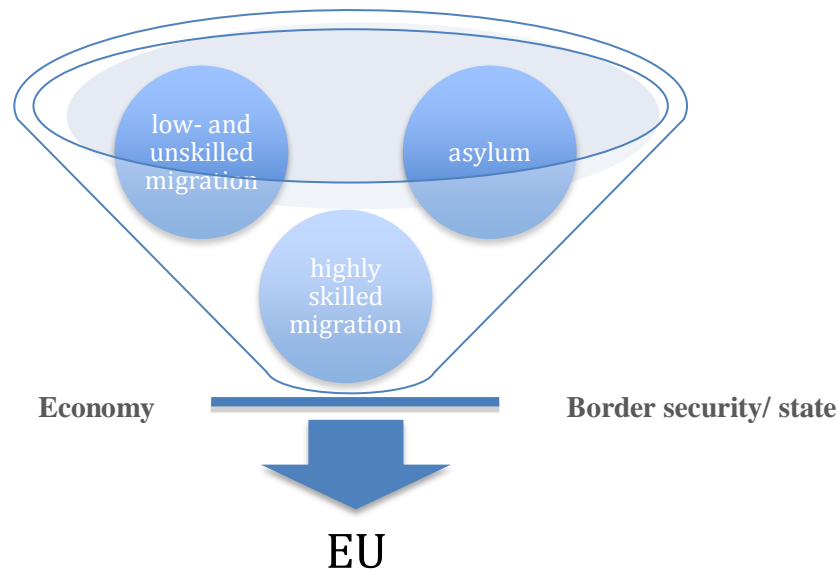 low- and
unskilled
migration
asylum
highly
skilled
migration
Economy
Border security/ state
EU